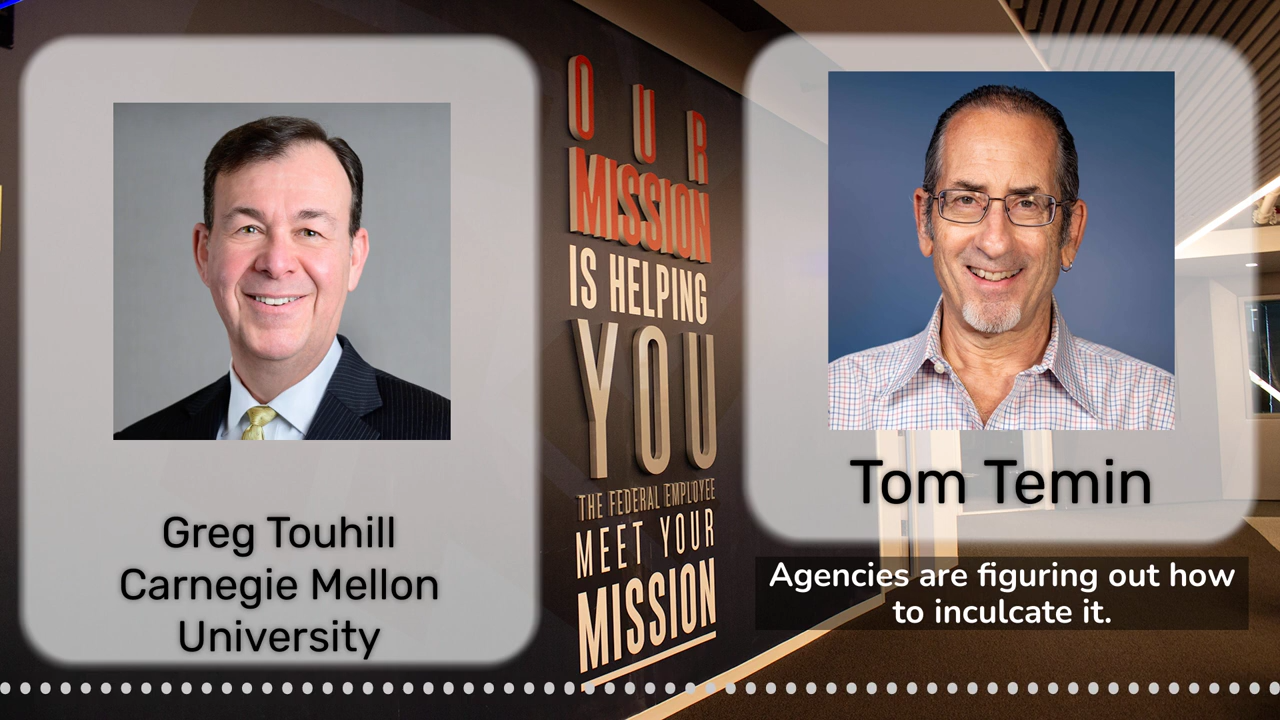 OUR
MISSION
IS HELPING
YOU
THE FEDERAL EMPLOYEE
MEET YOUR
MISSION
Greg Touhill
Carnegie Mellon
University
Tom Temin
Agencies are figuring out how
to inculcate it.